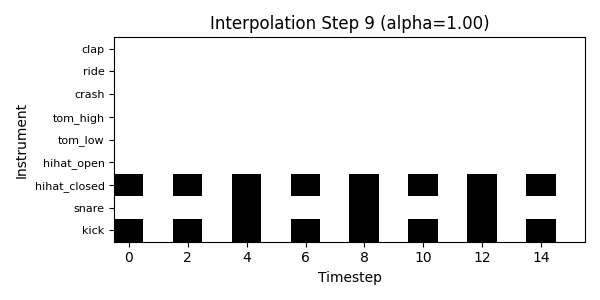 Interpolation Step 9 (alpha=1.00)
Instrument
clap
ride
crash
tom_high
tom_low
hihat_open
hihat_closed
snare
kick
0 2 4 6 8 10 12 14
Timestep